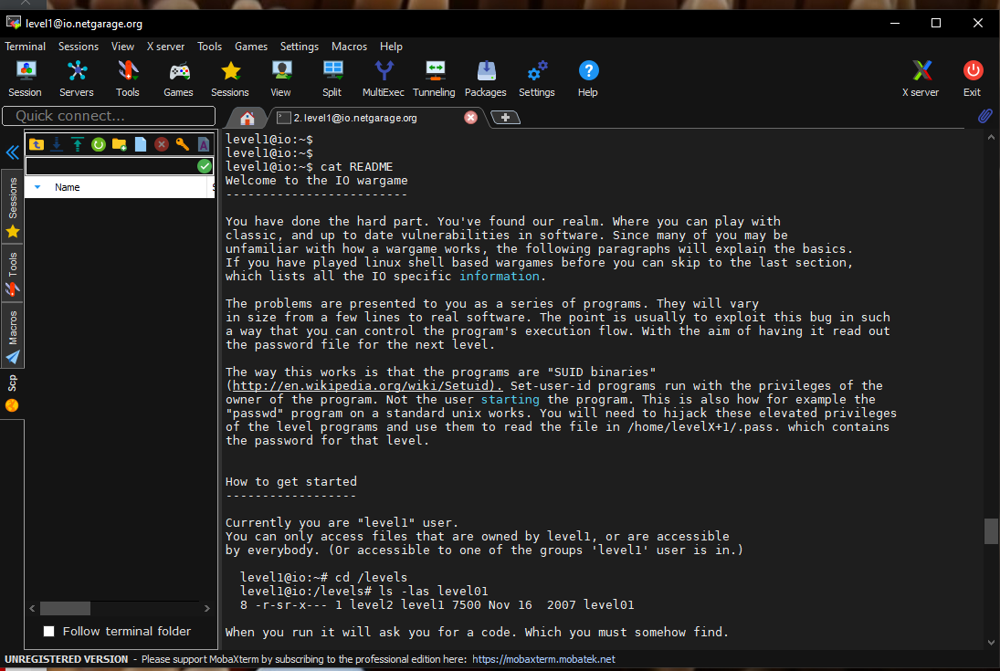 level1@io.netgarage.org
Terminal Sessions View X server Tools Games Settings Macros Help
Session Servers Tools Games Sessions View Split MultiExec Tunneling Packages Settings Help X server Exit
Quick connect...
2. level1@io.netgarage.org
Name
Sessions
Tools
Macros
Scp
level1@io:~$
level1@io:~$
level1@io:~$ cat README
Welcome to the IO wargame
-------------------------
You have done the hard part. You've found our realm. Where you can play with
classic, and up to date vulnerabilities in software. Since many of you may be
unfamiliar with how a wargame works, the following paragraphs will explain the basics.
If you have played linux shell based wargames before you can skip to the last section,
which lists all the IO specific information.
The problems are presented to you as a series of programs. They will vary
in size from a few lines to real software. The point is usually to exploit this bug in such
a way that you can control the program's execution flow. With the aim of having it read out
the password file for the next level.
The way this works is that the programs are "SUID binaries"
(http://en.wikipedia.org/wiki/Setuid). Set-user-id programs run with the privileges of the
owner of the program. Not the user starting the program. This is also how for example the
"passwd" program on a standard unix works. You will need to hijack these elevated privileges
of the level programs and use them to read the file in /home/levelX+1/.pass. which contains
the password for that level.
How to get started
------------------
Currently you are "level1" user.
You can only access files that are owned by level1, or are accessible
by everybody. (Or accessible to one of the groups 'level1' user is in.)
level1@io:~# cd /levels
level1@io:/levels# ls -las level01
8 -r-sr-x--- 1 level2 level1 7500 Nov 16  2007 level01
When you run it will ask you for a code. Which you must somehow find.
Follow terminal folder
UNREGISTERED VERSION - Please support MobaXterm by subscribing to the professional edition here: https://mobaxterm.mobatek.net